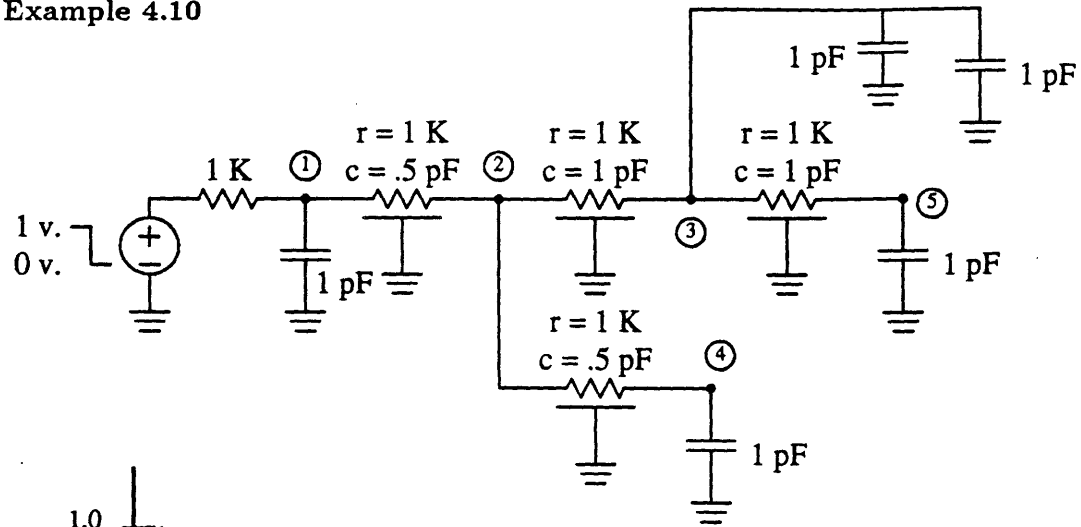 Example 4.10
1 pF
1 pF
r = 1 K
c = .5 pF
r = 1 K
c = 1 pF
r = 1 K
c = 1 pF
1 K
1
2
3
5
1 v.
0 v.
+
−
1 pF
1 pF
r = 1 K
c = .5 pF
4
1 pF
1.0